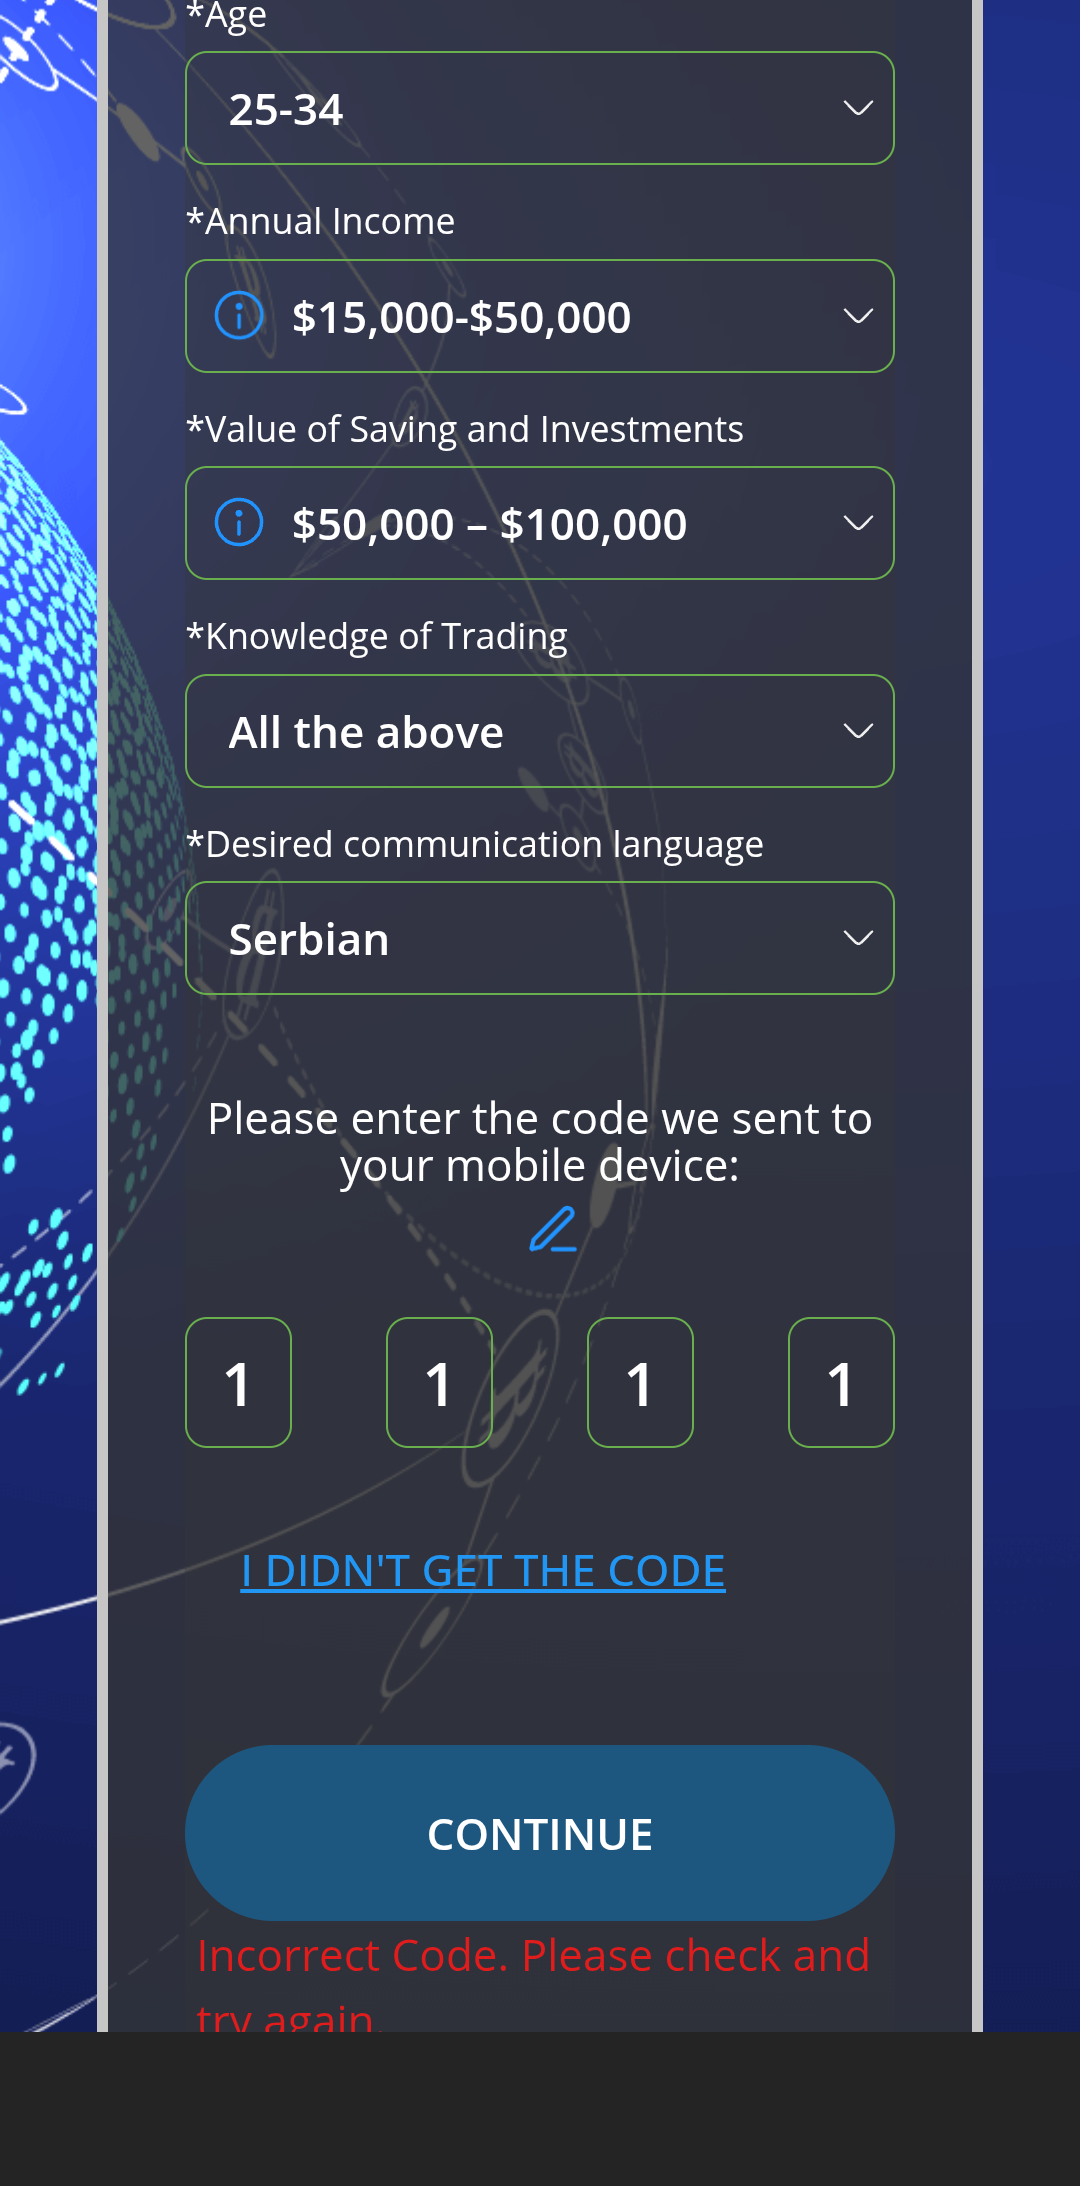 *Age
25-34
*Annual Income
$15,000-$50,000
*Value of Saving and Investments
$50,000 – $100,000
*Knowledge of Trading
All the above
*Desired communication language
Serbian
Please enter the code we sent to
your mobile device:
1 1 1 1
I DIDN'T GET THE CODE
CONTINUE
Incorrect Code. Please check and
try again.